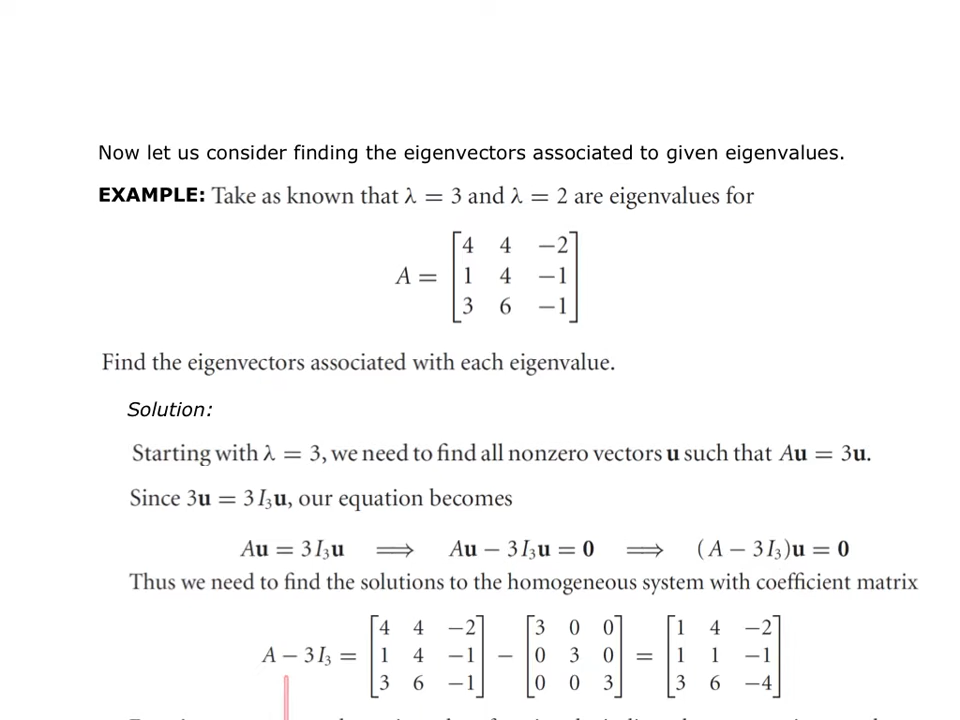 Now let us consider finding the eigenvectors associated to given eigenvalues.
EXAMPLE: Take as known that λ = 3 and λ = 2 are eigenvalues for
A = [4 4 −2
1 4 −1
3 6 −1]
Find the eigenvectors associated with each eigenvalue.
Solution:
Starting with λ = 3, we need to find all nonzero vectors u such that Au = 3u.
Since 3u = 3I₃u, our equation becomes
Au = 3I₃u ⟹ Au − 3I₃u = 0 ⟹ (A − 3I₃)u = 0
Thus we need to find the solutions to the homogeneous system with coefficient matrix
A − 3I₃ = [4 4 −2; 1 4 −1; 3 6 −1] − [3 0 0; 0 3 0; 0 0 3] = [1 4 −2; 1 1 −1; 3 6 −4]